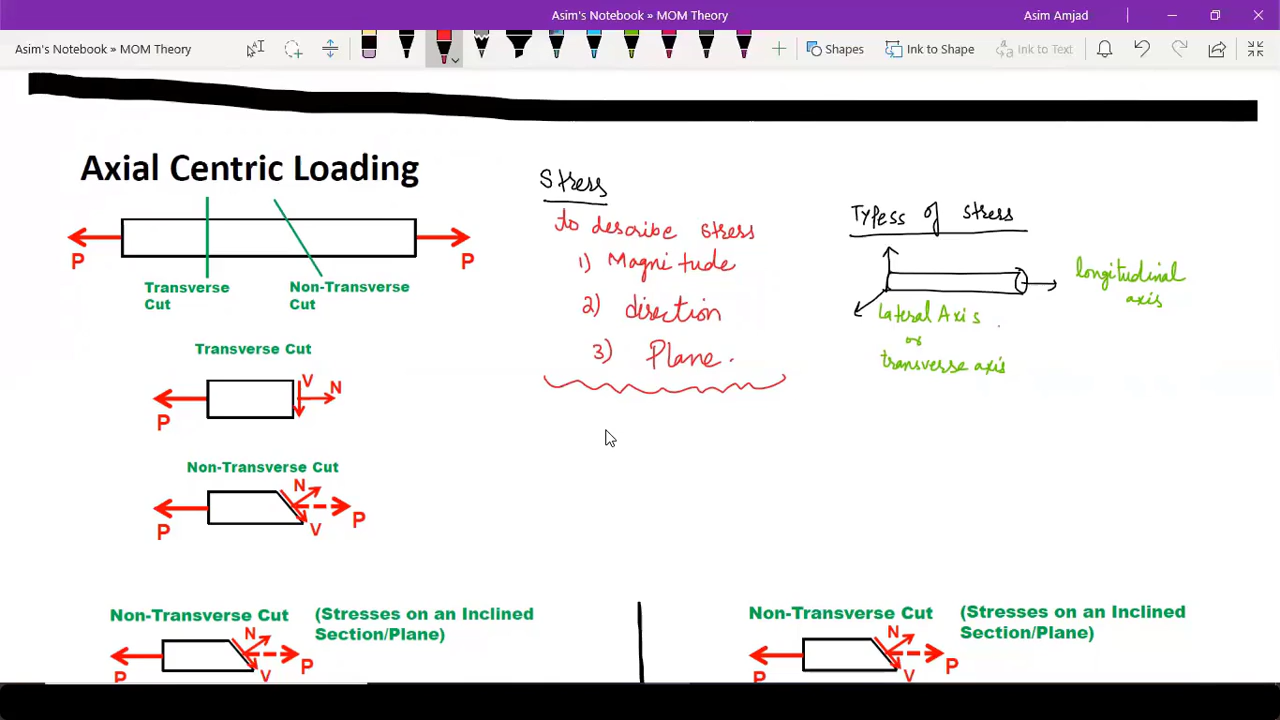 Asim's Notebook » MOM Theory
Asim Amjad
Asim's Notebook » MOM Theory
Shapes
Ink to Shape
Ink to Text
Axial Centric Loading
P
P
Transverse
Cut
Non-Transverse
Cut
Transverse Cut
V
N
P
Non-Transverse Cut
N
P
V
P
Stress
to describe stress
1) Magnitude
2) direction
3) Plane.
Typess of stress
longitudinal
axis
Lateral Axis
or
transverse axis
Non-Transverse Cut
(Stresses on an Inclined
Section/Plane)
N
P
V
P
Non-Transverse Cut
(Stresses on an Inclined
Section/Plane)
N
P
V
P